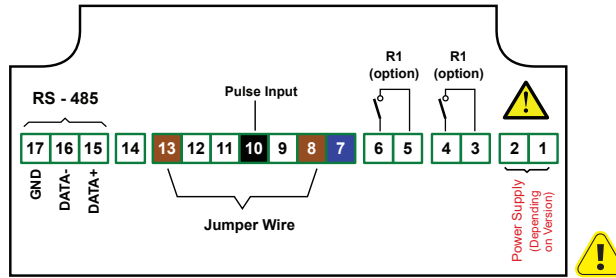 R1
(option)
R1
(option)
RS - 485
Pulse Input
17 16 15 14 13 12 11 10 9 8 7 6 5 4 3 2 1
GND
DATA-
DATA+
Jumper Wire
Power Supply
(Depending
on Version)